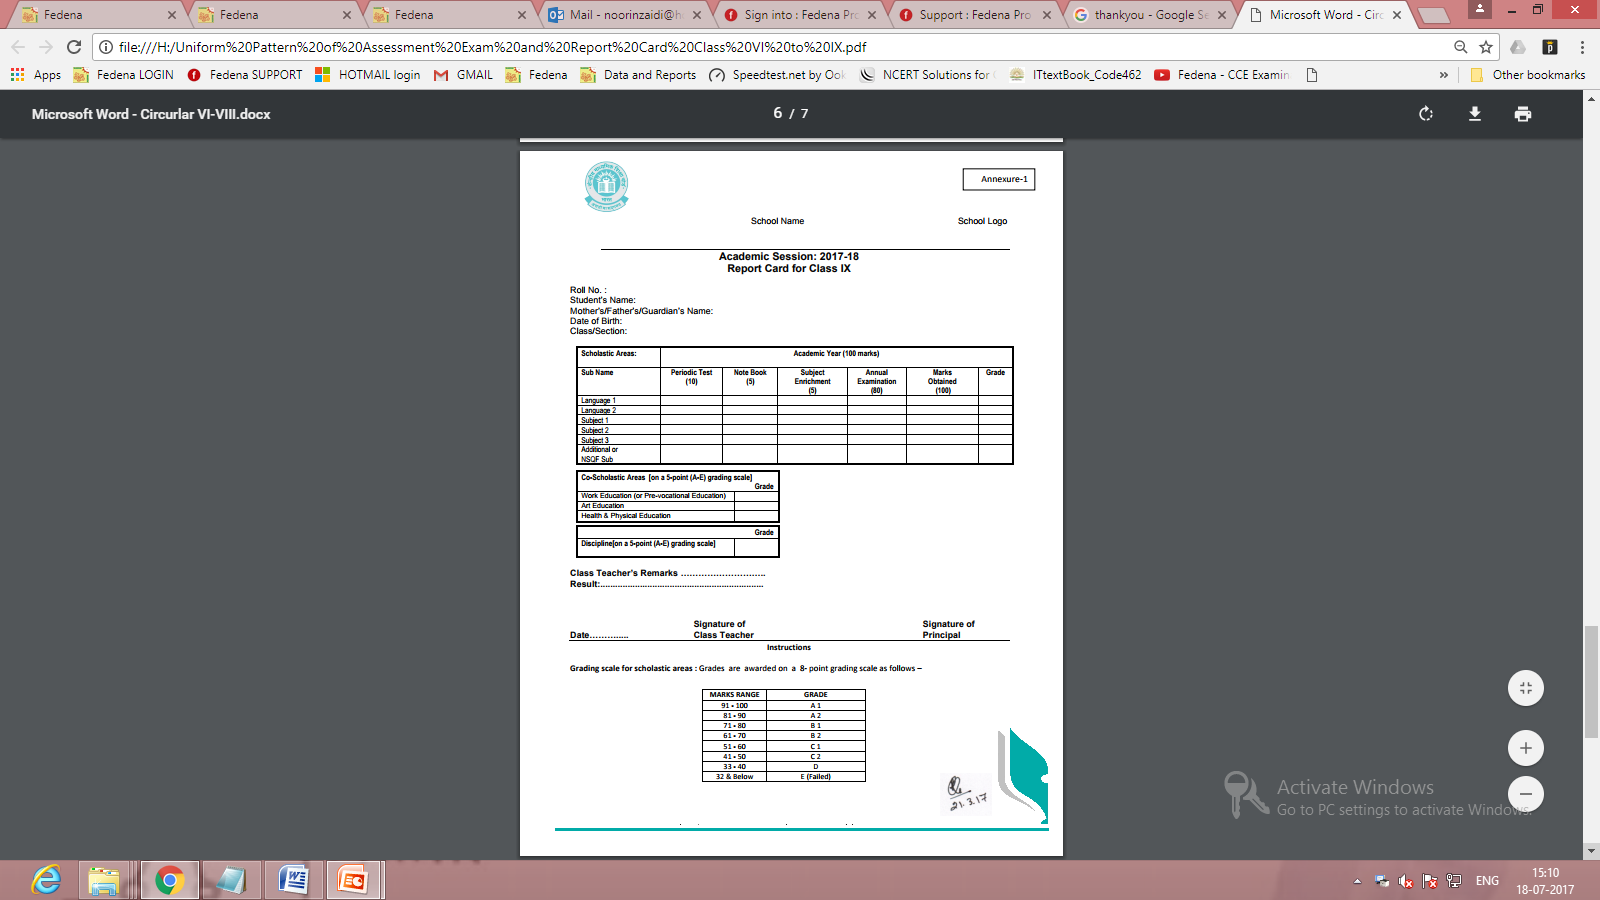 Fedena
Fedena
Fedena
Mail - noorinzaidi@h
Sign into : Fedena Pro
Support : Fedena Pro
thankyou - Google Se
Microsoft Word - Circ
file:///H:/Uniform%20Pattern%20of%20Assessment%20Exam%20and%20Report%20Card%20Class%20VI%20to%20IX.pdf
Apps Fedena LOGIN Fedena SUPPORT HOTMAIL login GMAIL Fedena Data and Reports Speedtest.net by Ook NCERT Solutions for ITtextBook_Code462 Fedena - CCE Examin » Other bookmarks
Microsoft Word - Circurlar VI-VIII.docx
6 / 7
Annexure-1
School Name School Logo
Academic Session: 2017-18
Report Card for Class IX
Roll No. :
Student's Name:
Mother's/Father's/Guardian's Name:
Date of Birth:
Class/Section:
Scholastic Areas: Academic Year (100 marks)
Sub Name Periodic Test (10) Note Book (5) Subject Enrichment (5) Annual Examination (80) Marks Obtained (100) Grade
Language 1
Language 2
Subject 1
Subject 2
Subject 3
Additional or
NSQF Sub
Co-Scholastic Areas [on a 5-point (A-E) grading scale]
Grade
Work Education (or Pre-vocational Education)
Art Education
Health & Physical Education
Grade
Discipline[on a 5-point (A-E) grading scale]
Class Teacher's Remarks ............................
Result:..................................................................
Signature of Signature of
Date.............. Class Teacher Principal
Instructions
Grading scale for scholastic areas : Grades are awarded on a 8- point grading scale as follows –
MARKS RANGE GRADE
91 - 100 A 1
81 - 90 A 2
71 - 80 B 1
61 - 70 B 2
51 - 60 C 1
41 - 50 C 2
33 - 40 D
32 & Below E (Failed)
21.3.17
Activate Windows
Go to PC settings to activate Windows.
ENG
15:10
18-07-2017